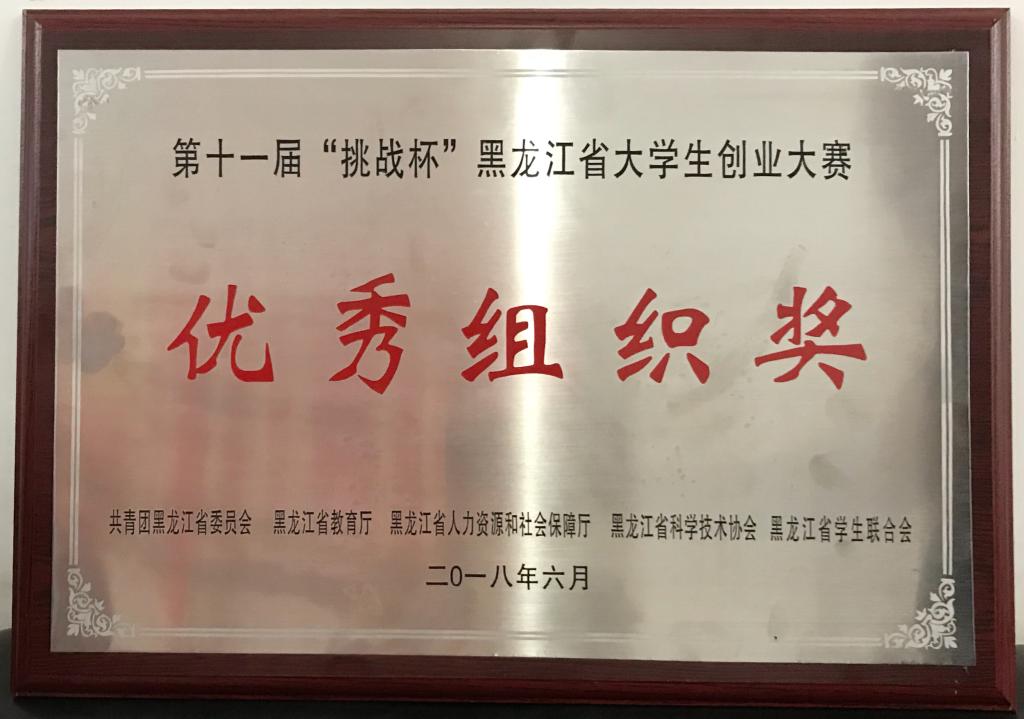 第十一届“挑战杯”黑龙江省大学生创业大赛
优秀组织奖
共青团黑龙江省委员会 黑龙江省教育厅 黑龙江省人力资源和社会保障厅 黑龙江省科学技术协会 黑龙江省学生联合会
二0一八年六月